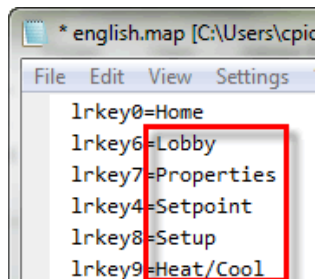 * english.map [C:\Users\cpic
File Edit View Settings
lrkey0=Home
lrkey6=Lobby
lrkey7=Properties
lrkey4=Setpoint
lrkey8=Setup
lrkey9=Heat/Cool